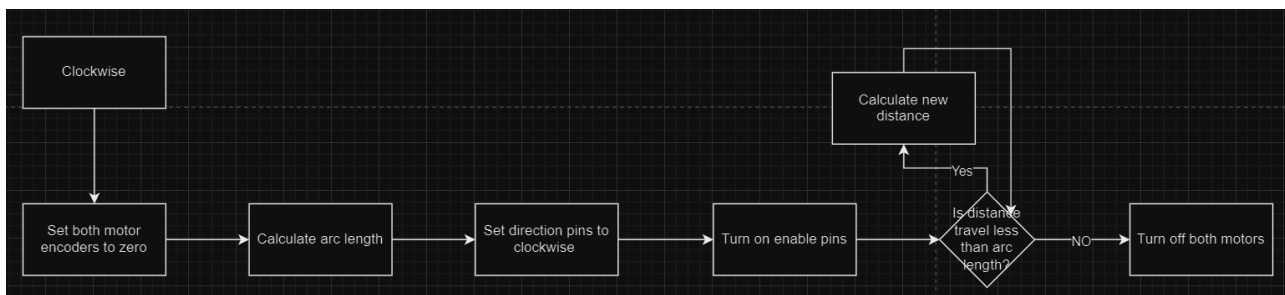 Clockwise
Calculate new
distance
Yes
Set both motor
encoders to zero
Calculate arc length
Set direction pins to
clockwise
Turn on enable pins
Is distance
travel less
than arc
length?
NO
Turn off both motors